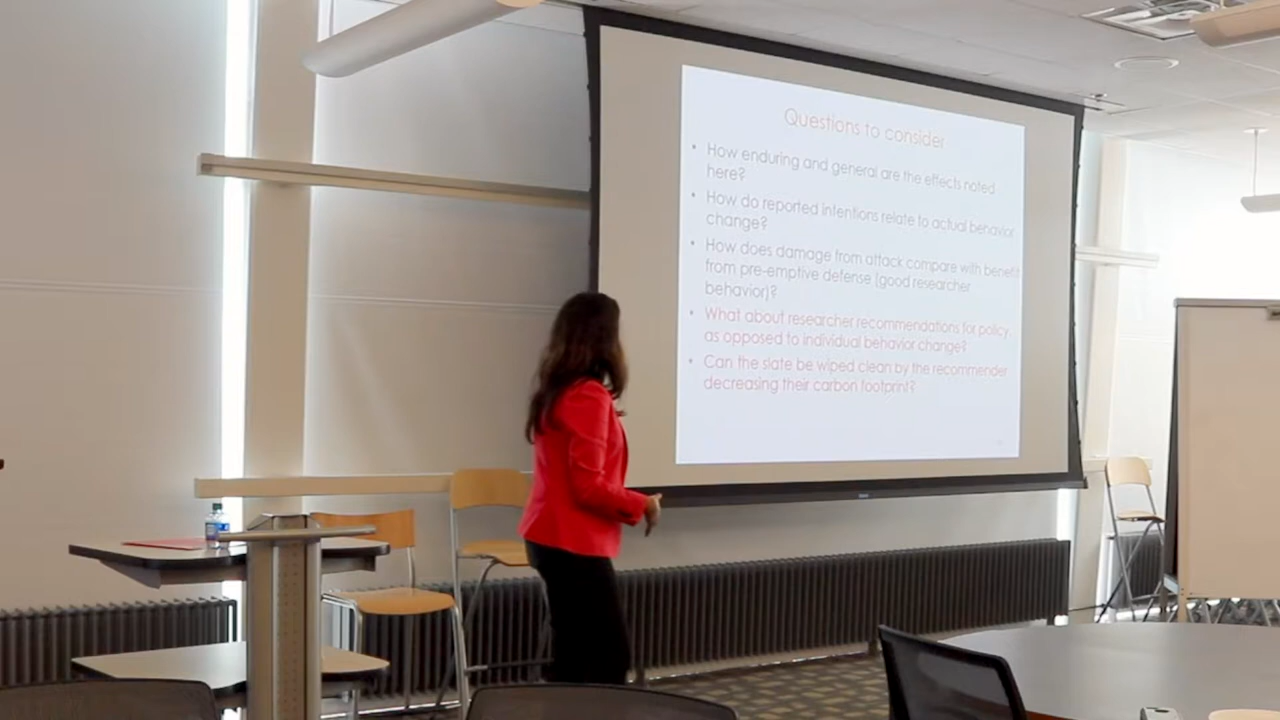 Questions to consider
• How enduring and general are the effects noted
here?
• How do reported intentions relate to actual behavior
change?
• How does damage from attack compare with benefit
from pre-emptive defense (good researcher
behavior)?
• What about researcher recommendations for policy,
as opposed to individual behavior change?
• Can the slate be wiped clean by the recommender
decreasing their carbon footprint?